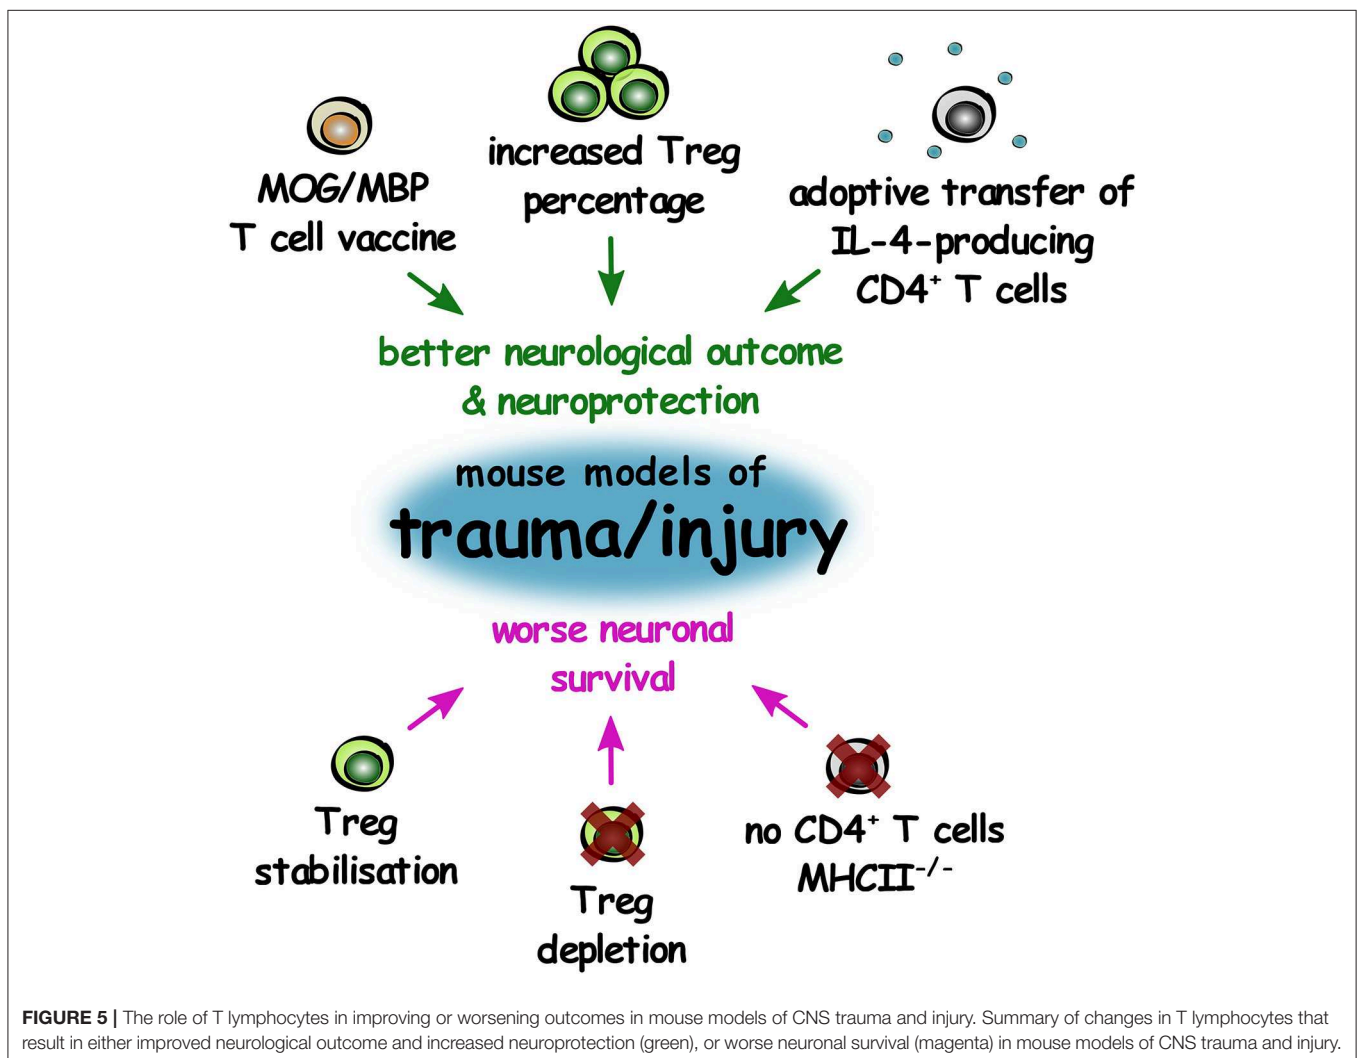 MOG/MBP
T cell vaccine
increased Treg
percentage
adoptive transfer of
IL-4-producing
CD4⁺ T cells
better neurological outcome
& neuroprotection
mouse models of
trauma/injury
worse neuronal
survival
Treg
stabilisation
Treg
depletion
no CD4⁺ T cells
MHCII⁻/⁻
FIGURE 5 | The role of T lymphocytes in improving or worsening outcomes in mouse models of CNS trauma and injury. Summary of changes in T lymphocytes that
result in either improved neurological outcome and increased neuroprotection (green), or worse neuronal survival (magenta) in mouse models of CNS trauma and injury.